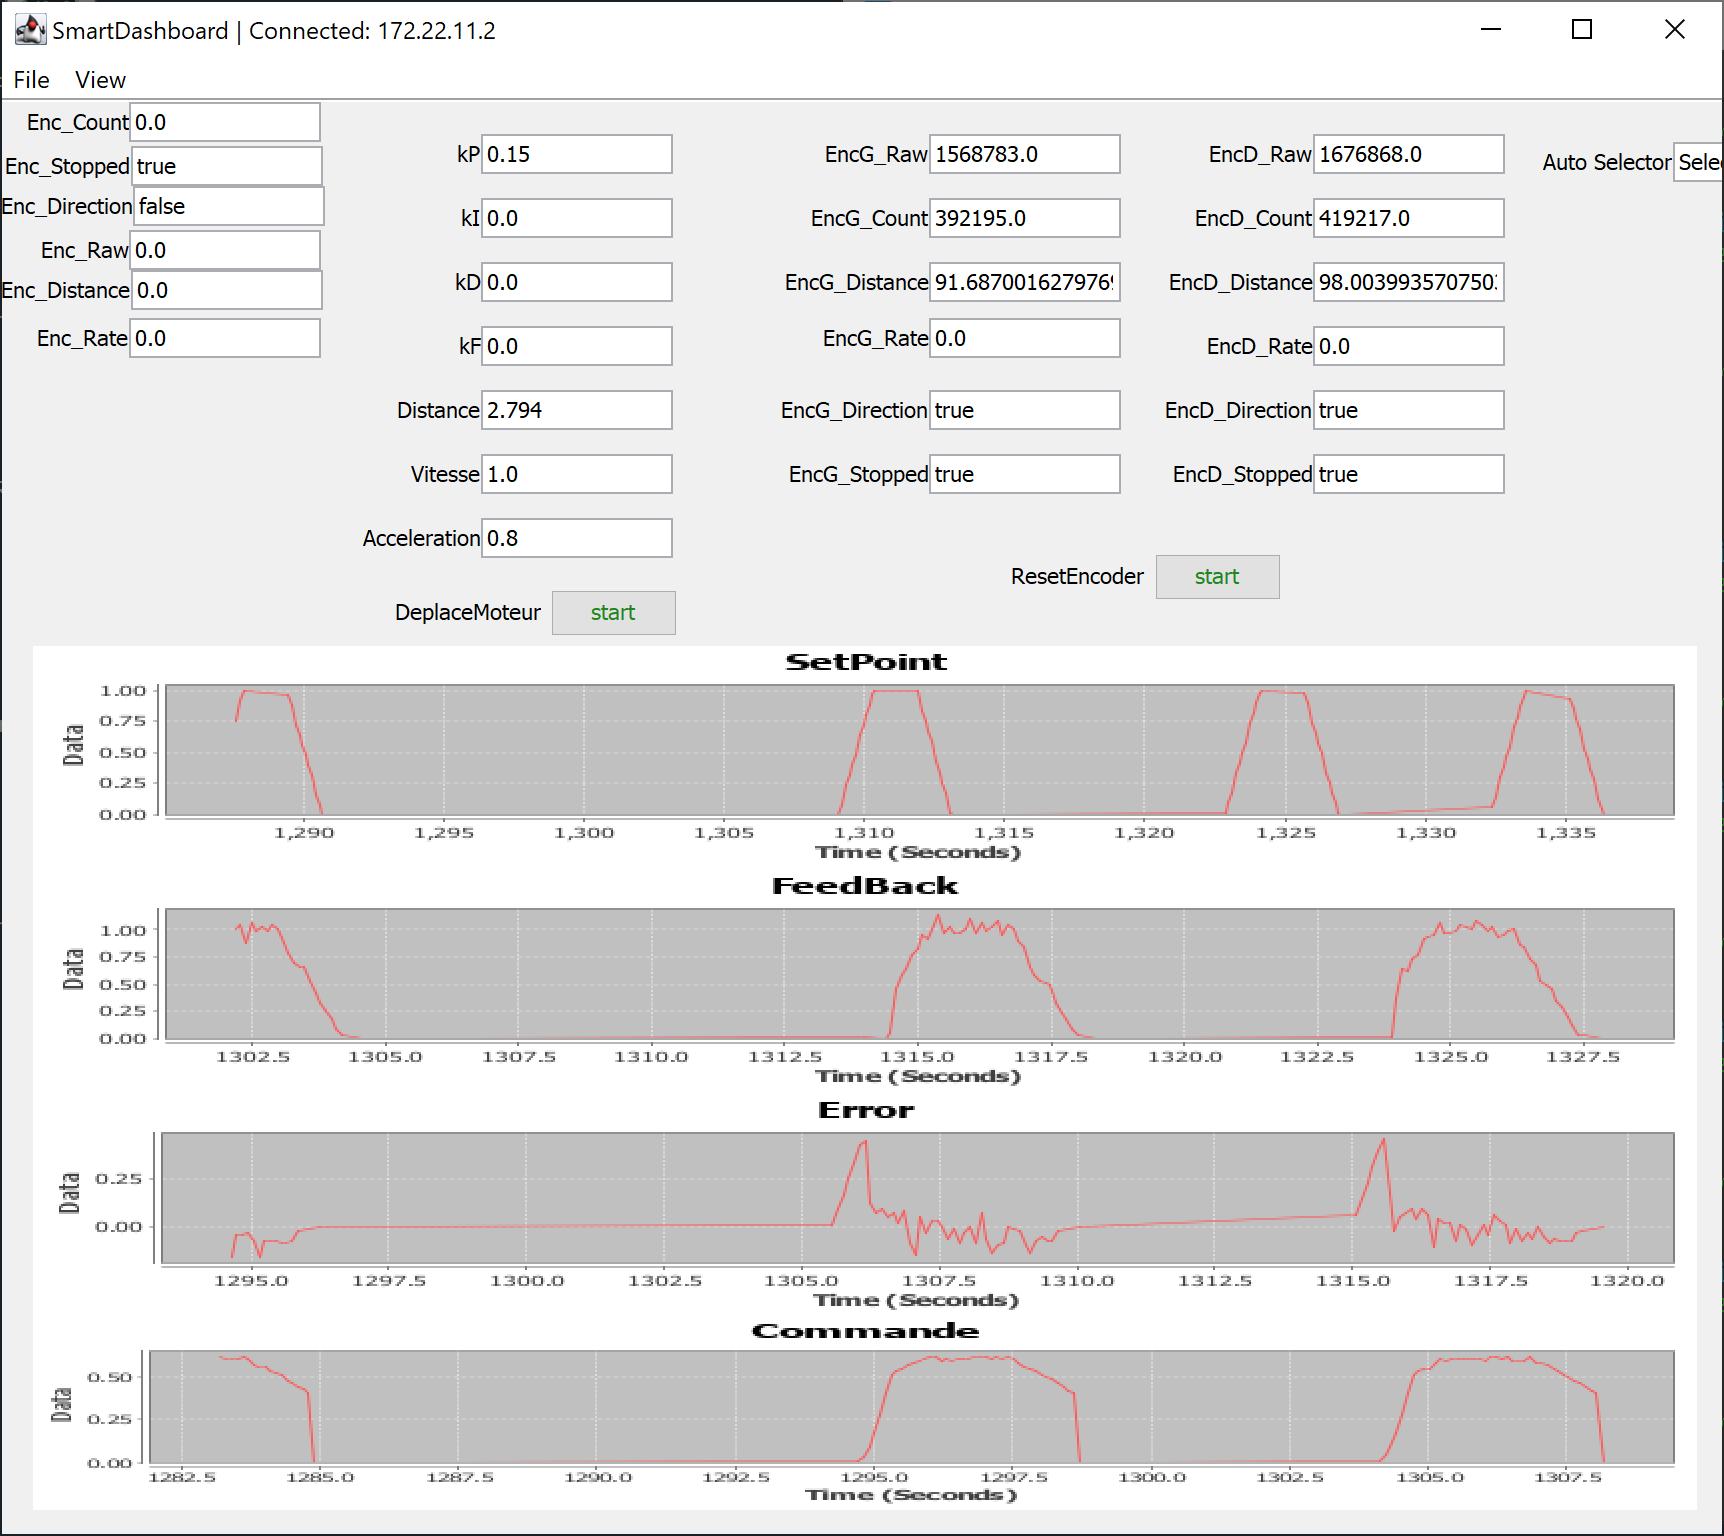 SmartDashboard | Connected: 172.22.11.2
File View
Enc_Count 0.0
Enc_Stopped true
Enc_Direction false
Enc_Raw 0.0
Enc_Distance 0.0
Enc_Rate 0.0
kP 0.15
kI 0.0
kD 0.0
kF 0.0
Distance 2.794
Vitesse 1.0
Acceleration 0.8
DeplaceMoteur start
EncG_Raw 1568783.0
EncG_Count 392195.0
EncG_Distance 91.6870016279769
EncG_Rate 0.0
EncG_Direction true
EncG_Stopped true
EncD_Raw 1676868.0
EncD_Count 419217.0
EncD_Distance 98.003993570750
EncD_Rate 0.0
EncD_Direction true
EncD_Stopped true
ResetEncoder start
Auto Selector Sele
SetPoint
Data
1.00
0.75
0.50
0.25
0.00
1,290 1,295 1,300 1,305 1,310 1,315 1,320 1,325 1,330 1,335
Time (Seconds)
FeedBack
Data
1.00
0.75
0.50
0.25
0.00
1302.5 1305.0 1307.5 1310.0 1312.5 1315.0 1317.5 1320.0 1322.5 1325.0 1327.5
Time (Seconds)
Error
Data
0.25
0.00
1295.0 1297.5 1300.0 1302.5 1305.0 1307.5 1310.0 1312.5 1315.0 1317.5 1320.0
Time (Seconds)
Commande
Data
0.50
0.25
0.00
1282.5 1285.0 1287.5 1290.0 1292.5 1295.0 1297.5 1300.0 1302.5 1305.0 1307.5
Time (Seconds)